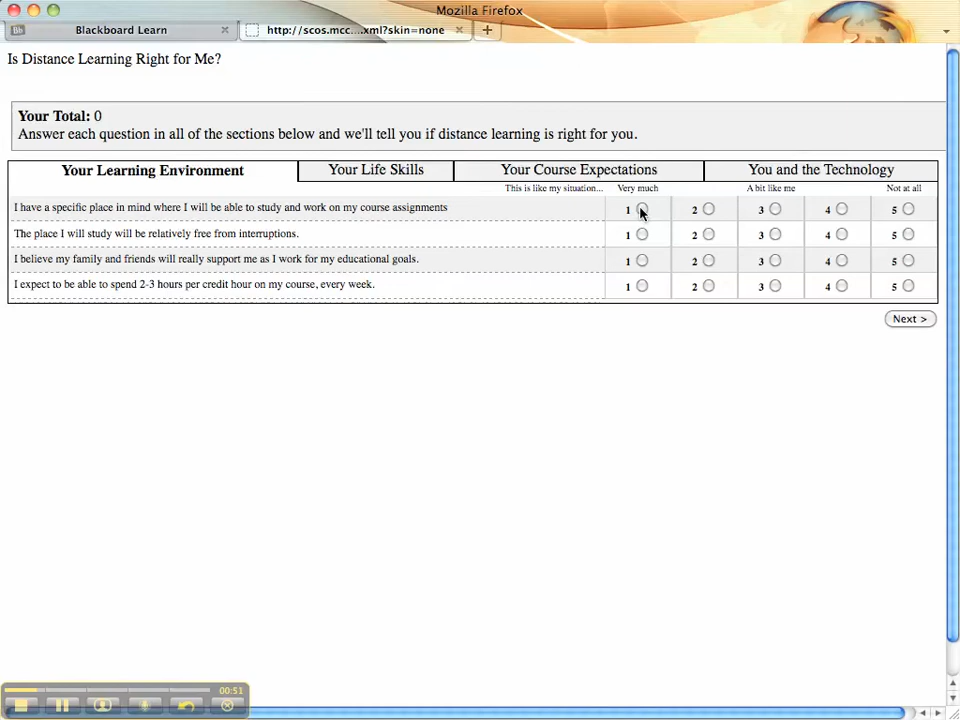 Mozilla Firefox
Bb Blackboard Learn http://scos.mcc....xml?skin=none
Is Distance Learning Right for Me?
Your Total: 0
Answer each question in all of the sections below and we'll tell you if distance learning is right for you.
Your Learning Environment Your Life Skills Your Course Expectations You and the Technology
This is like my situation... Very much A bit like me Not at all
I have a specific place in mind where I will be able to study and work on my course assignments 1 2 3 4 5
The place I will study will be relatively free from interruptions. 1 2 3 4 5
I believe my family and friends will really support me as I work for my educational goals. 1 2 3 4 5
I expect to be able to spend 2-3 hours per credit hour on my course, every week. 1 2 3 4 5
Next >
00:51